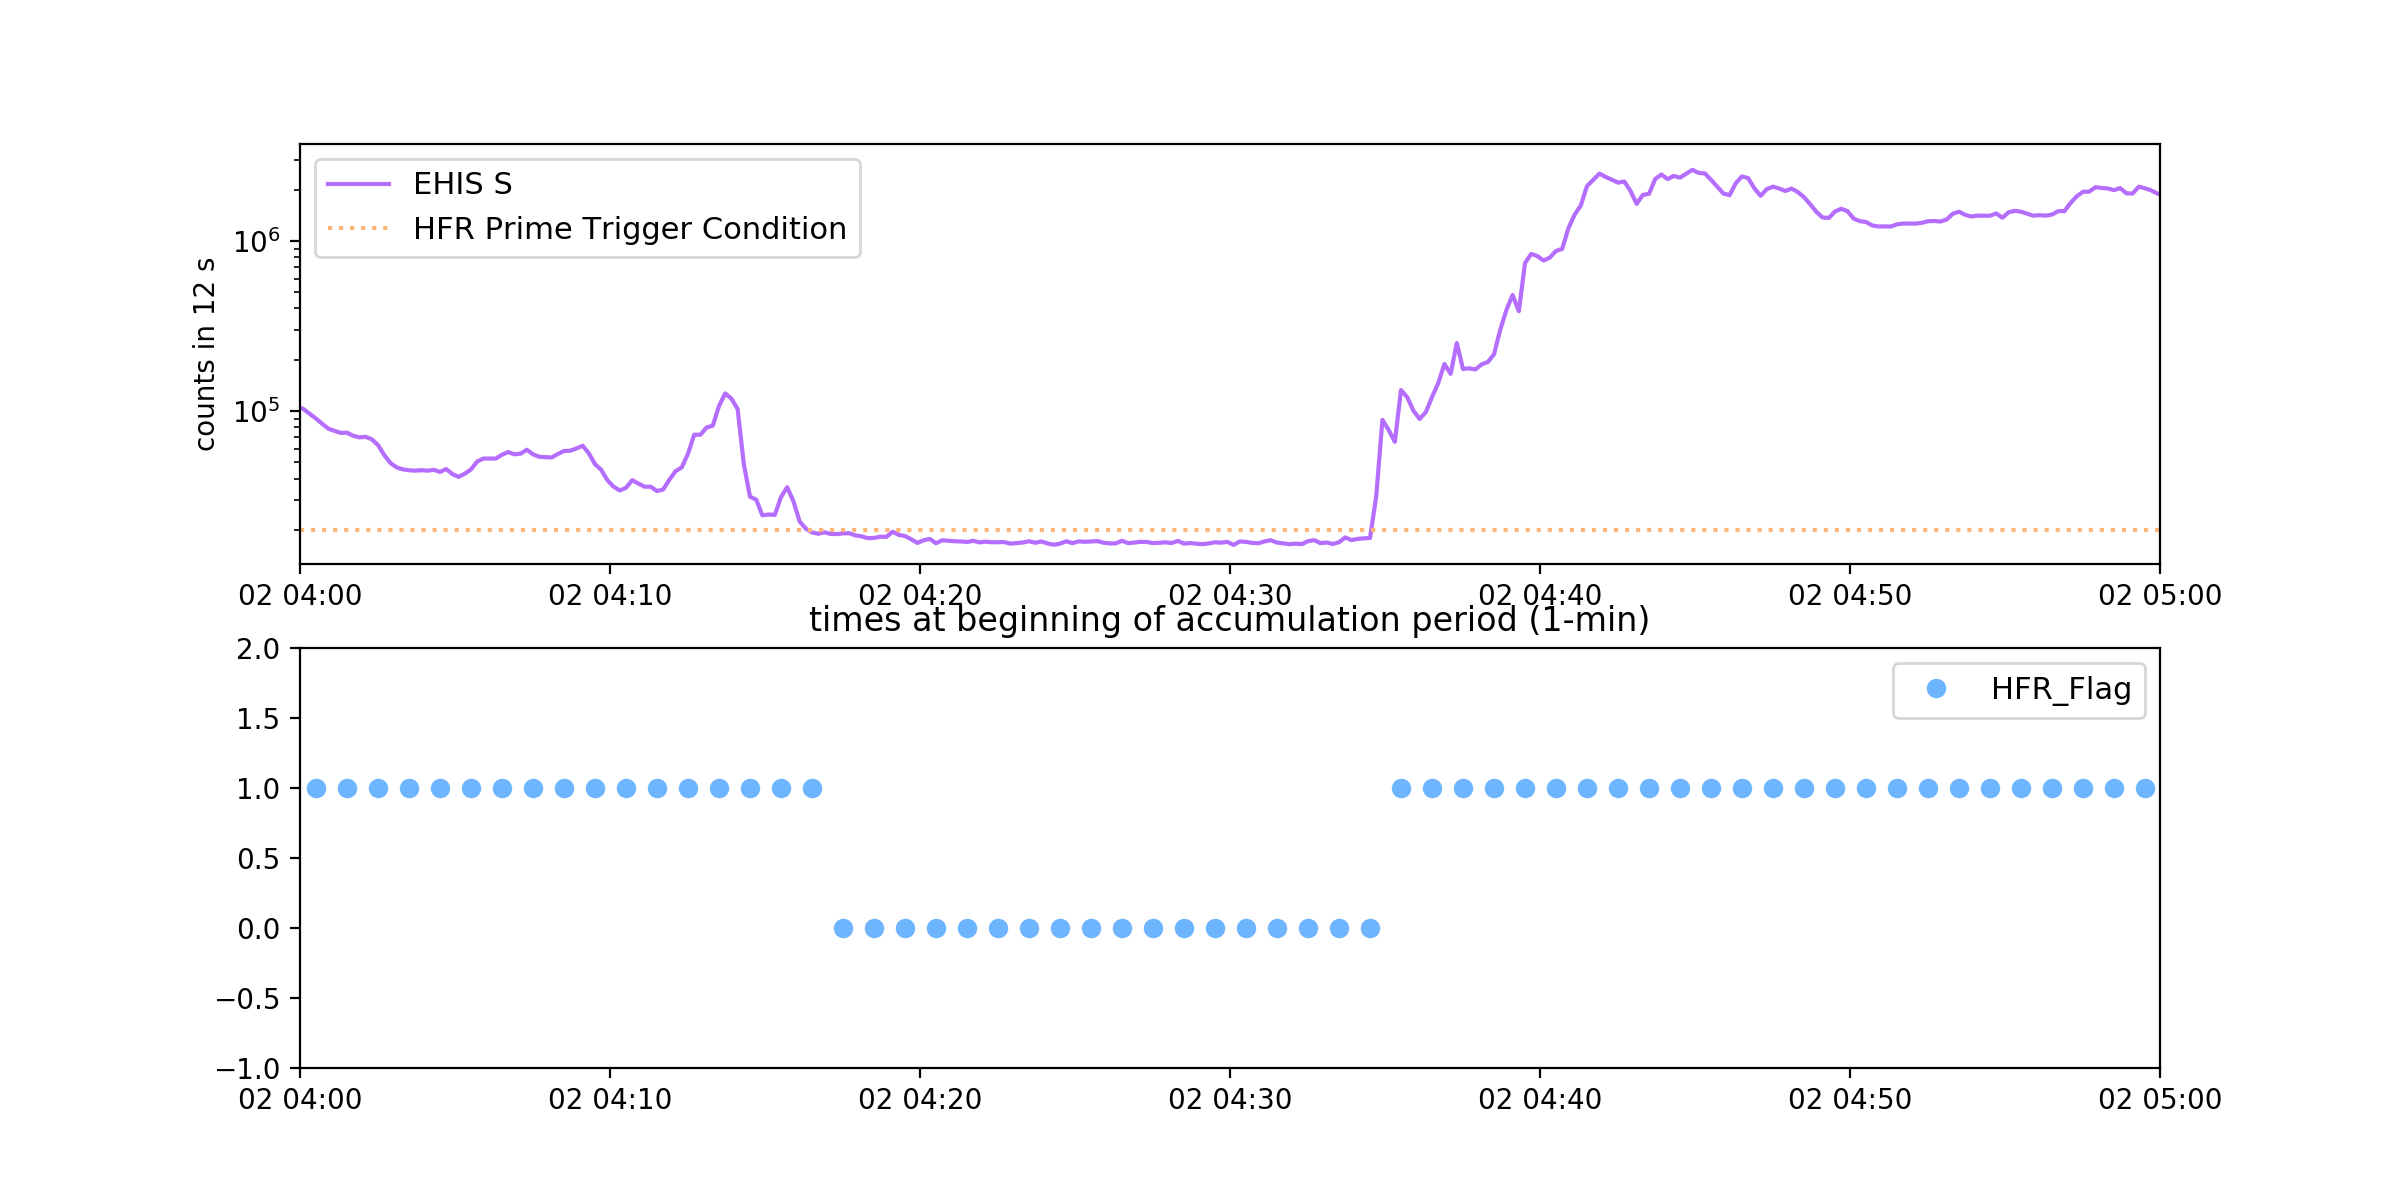 EHIS S
HFR Prime Trigger Condition
counts in 12 s
10⁶
10⁵
02 04:00 02 04:10 02 04:20 02 04:30 02 04:40 02 04:50 02 05:00
times at beginning of accumulation period (1-min)
HFR_Flag
2.0
1.5
1.0
0.5
0.0
−0.5
−1.0
02 04:00 02 04:10 02 04:20 02 04:30 02 04:40 02 04:50 02 05:00